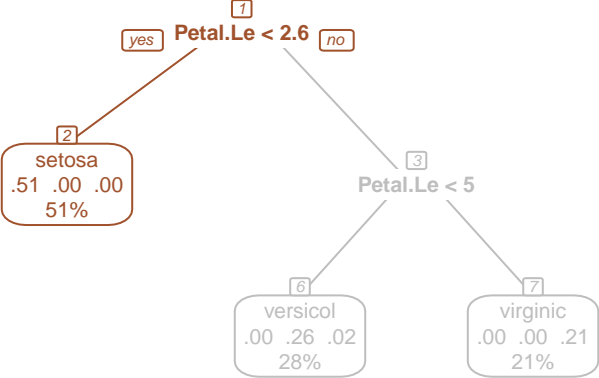 1
yes Petal.Le < 2.6 no
2
setosa
.51 .00 .00
51%
3
Petal.Le < 5
6
versicol
.00 .26 .02
28%
7
virginic
.00 .00 .21
21%